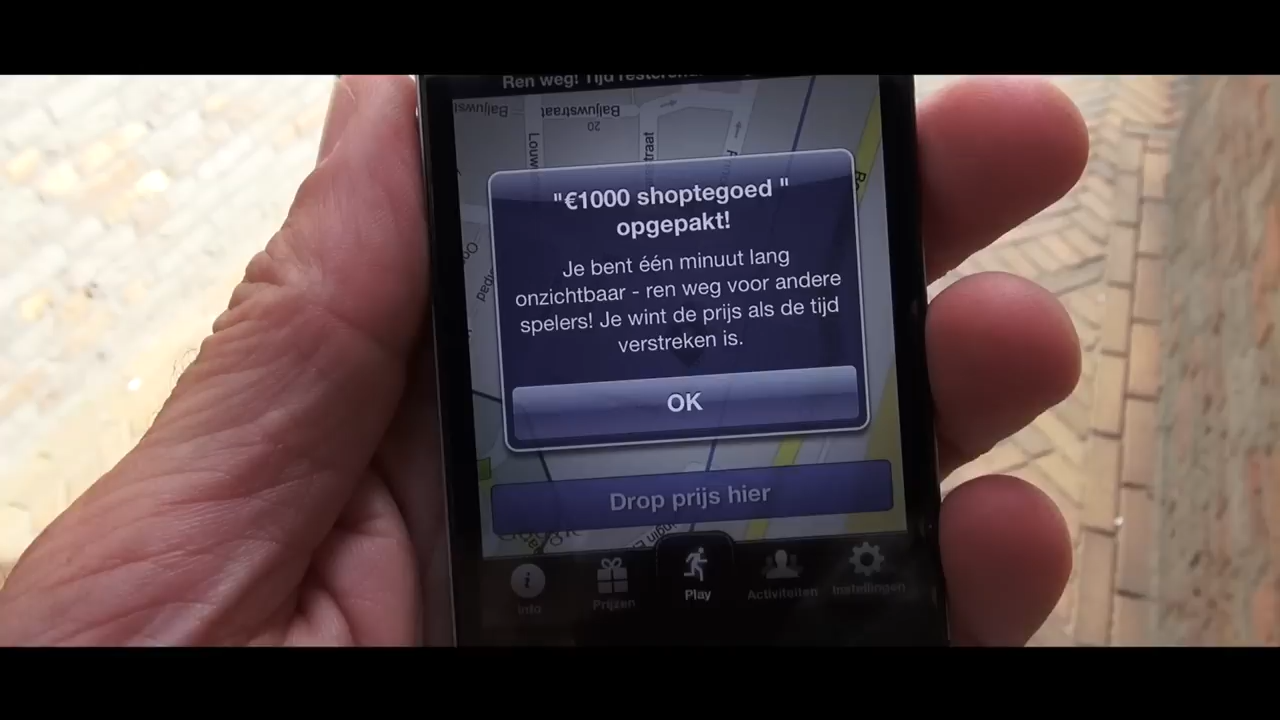 Ren weg! Tijd
Baljuwstraat
20
"€1000 shoptegoed "
opgepakt!
Je bent één minuut lang
onzichtbaar - ren weg voor andere
spelers! Je wint de prijs als de tijd
verstreken is.
OK
Drop prijs hier
Info
Prijzen
Play
Activiteiten
Instellingen